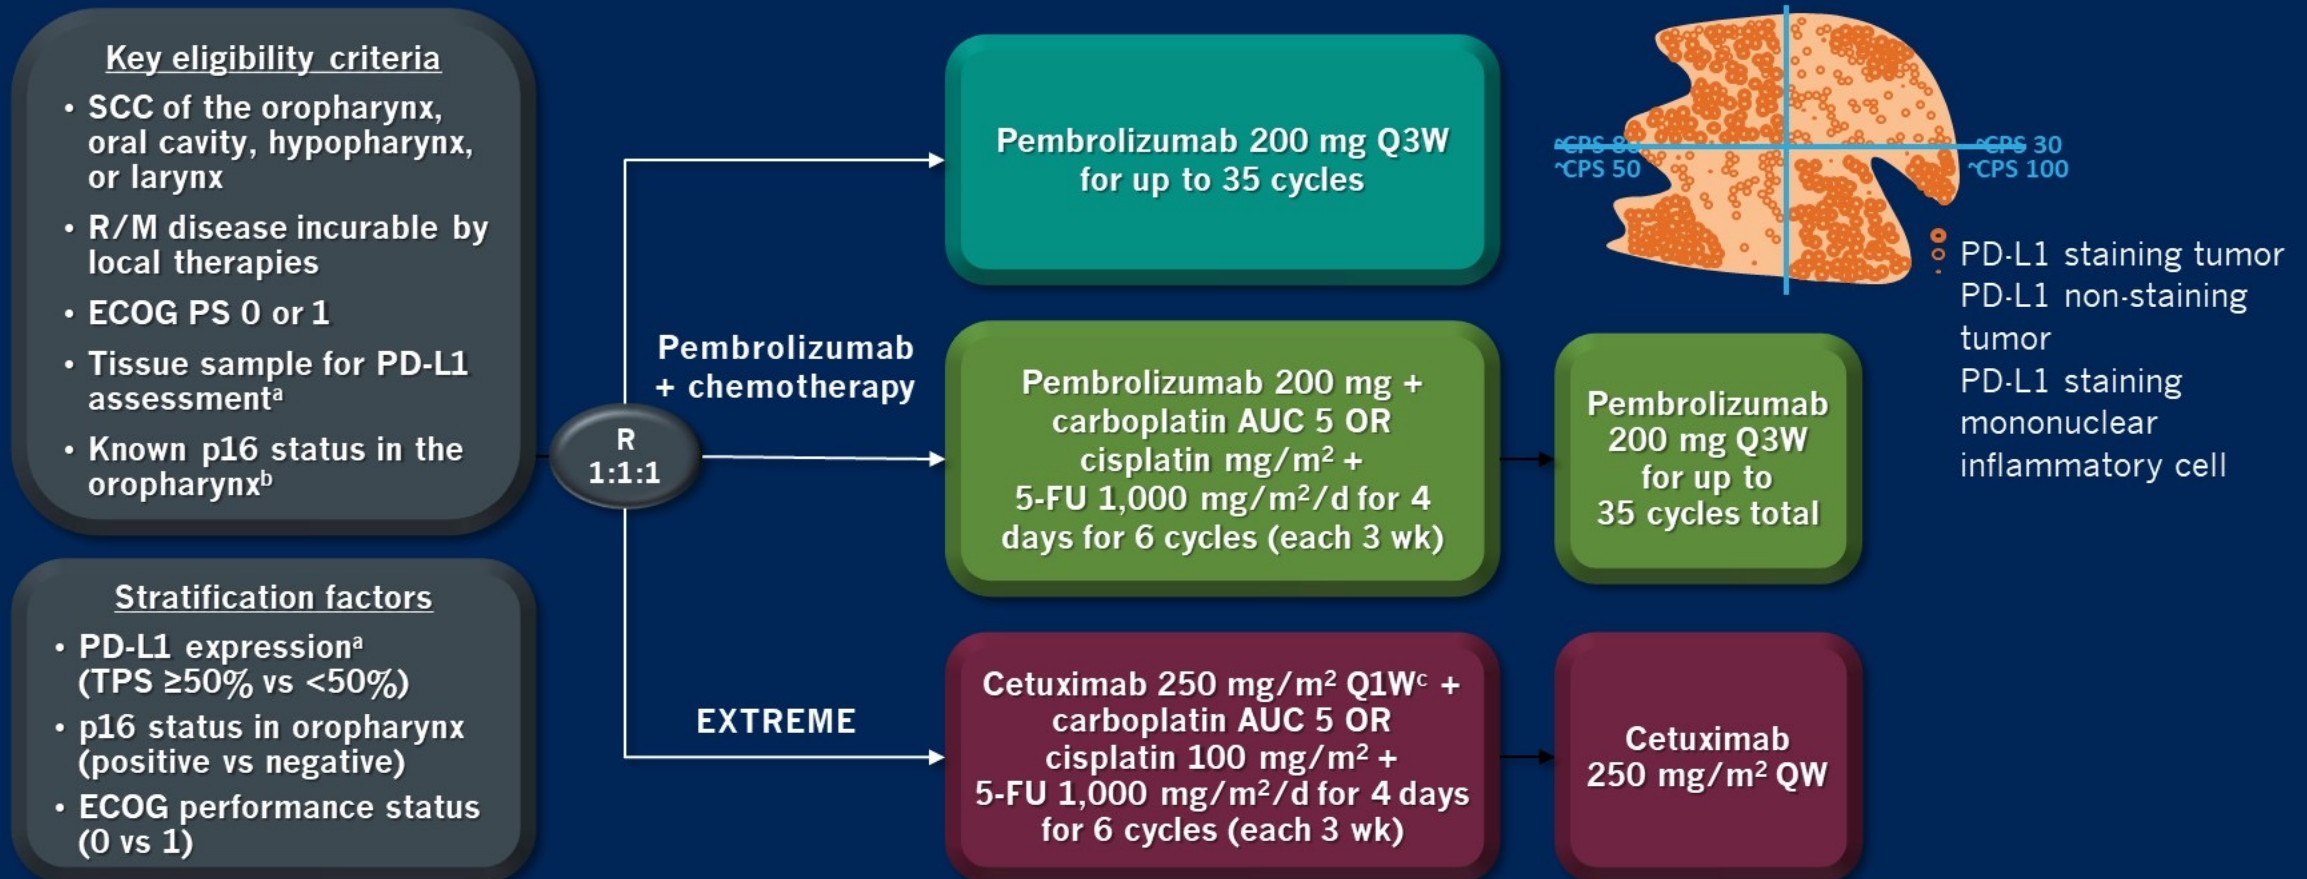 Key eligibility criteria
• SCC of the oropharynx,
oral cavity, hypopharynx,
or larynx
• R/M disease incurable by
local therapies
• ECOG PS 0 or 1
• Tissue sample for PD-L1
assessmentᵃ
• Known p16 status in the
oropharynxᵇ
Stratification factors
• PD-L1 expressionᵃ
(TPS ≥50% vs <50%)
• p16 status in oropharynx
(positive vs negative)
• ECOG performance status
(0 vs 1)
R
1:1:1
Pembrolizumab 200 mg Q3W
for up to 35 cycles
Pembrolizumab
+ chemotherapy
Pembrolizumab 200 mg +
carboplatin AUC 5 OR
cisplatin mg/m² +
5-FU 1,000 mg/m²/d for 4
days for 6 cycles (each 3 wk)
Pembrolizumab
200 mg Q3W
for up to
35 cycles total
EXTREME
Cetuximab 250 mg/m² Q1Wᶜ +
carboplatin AUC 5 OR
cisplatin 100 mg/m² +
5-FU 1,000 mg/m²/d for 4 days
for 6 cycles (each 3 wk)
Cetuximab
250 mg/m² QW
~CPS 80
~CPS 50
~CPS 30
~CPS 100
PD-L1 staining tumor
PD-L1 non-staining
tumor
PD-L1 staining
mononuclear
inflammatory cell